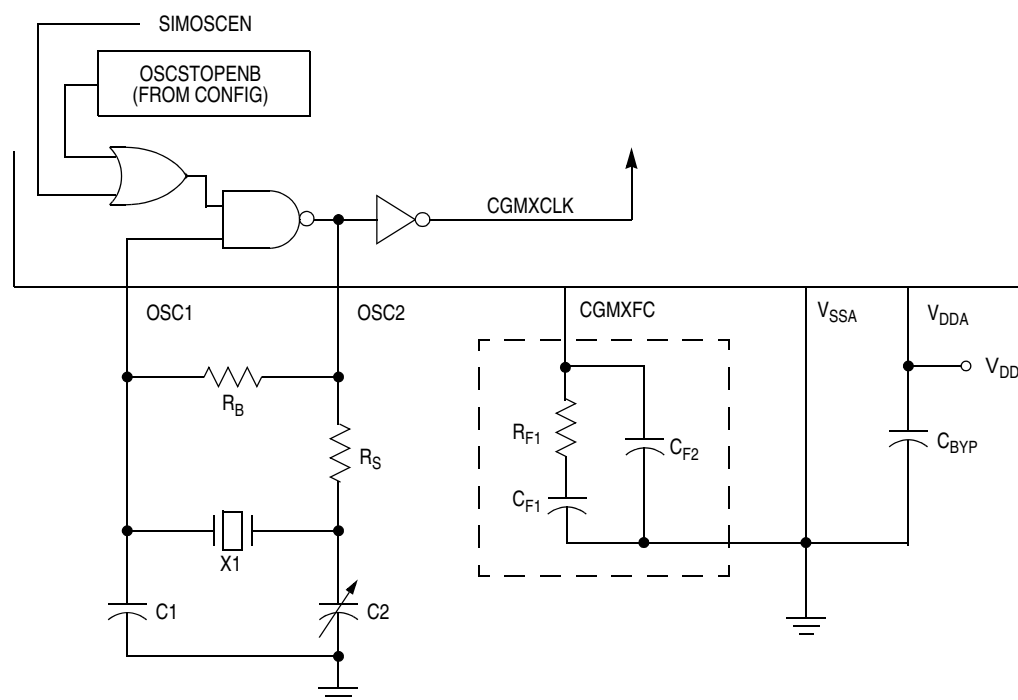 SIMOSCEN
OSCSTOPENB
(FROM CONFIG)
CGMXCLK
OSC1
OSC2
CGMXFC
VSSA
VDDA
VDD
RB
RS
RF1
CF2
CBYP
CF1
X1
C1
C2